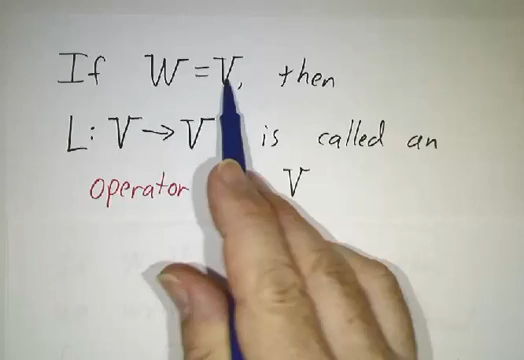 If W = V, then
L: V → V is called an
operator V